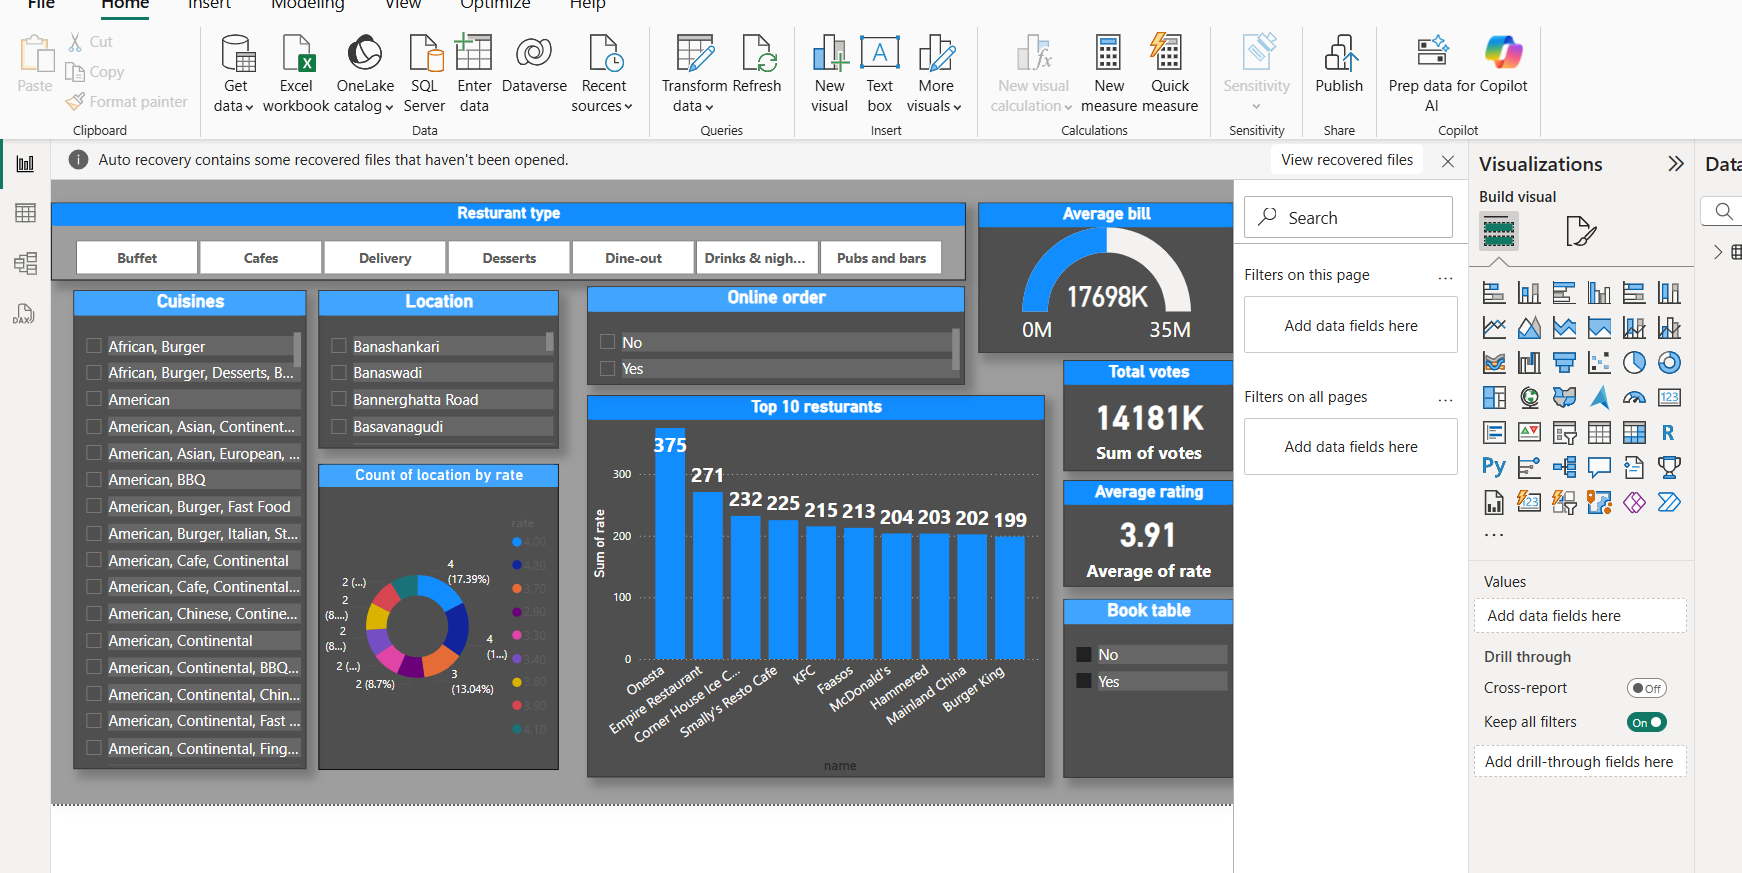 File Home Insert Modeling View Optimize Help
Paste
Cut
Copy
Format painter
Clipboard
Get data
Excel workbook
OneLake catalog
SQL Server
Enter data
Dataverse
Recent sources
Data
Transform data
Refresh
Queries
New visual
Text box
More visuals
Insert
New visual calculation
New measure
Quick measure
Calculations
Sensitivity
Sensitivity
Publish
Share
Prep data for AI
Copilot
Copilot
Auto recovery contains some recovered files that haven't been opened.
View recovered files
Resturant type
Buffet
Cafes
Delivery
Desserts
Dine-out
Drinks & nigh...
Pubs and bars
Cuisines
African, Burger
African, Burger, Desserts, B...
American
American, Asian, Continent...
American, Asian, European, ...
American, BBQ
American, Burger, Fast Food
American, Burger, Italian, St...
American, Cafe, Continental
American, Cafe, Continental...
American, Chinese, Contine...
American, Continental
American, Continental, BBQ...
American, Continental, Chin...
American, Continental, Fast ...
American, Continental, Fing...
Location
Banashankari
Banaswadi
Bannerghatta Road
Basavanagudi
Count of location by rate
rate
4.00
4.20
3.70
2.90
3.30
3.40
3.80
3.90
4.10
4
(17.39%)
4
(1...)
3
(13.04%)
2 (8.7%)
2 (...)
2
(8...)
2
(8....)
2 (...)
Online order
No
Yes
Top 10 resturants
Sum of rate
300
200
100
0
375
271
232
225
215
213
204
203
202
199
Onesta
Empire Restaurant
Corner House Ice C...
Smally's Resto Cafe
KFC
Faasos
McDonald's
Hammered
Mainland China
Burger King
name
Average bill
17698K
0M
35M
Total votes
14181K
Sum of votes
Average rating
3.91
Average of rate
Book table
No
Yes
Search
Filters on this page
...
Add data fields here
Filters on all pages
...
Add data fields here
Visualizations
Build visual
123
R
Py
123
...
Values
Add data fields here
Drill through
Cross-report
Off
Keep all filters
On
Add drill-through fields here
Data
DAX